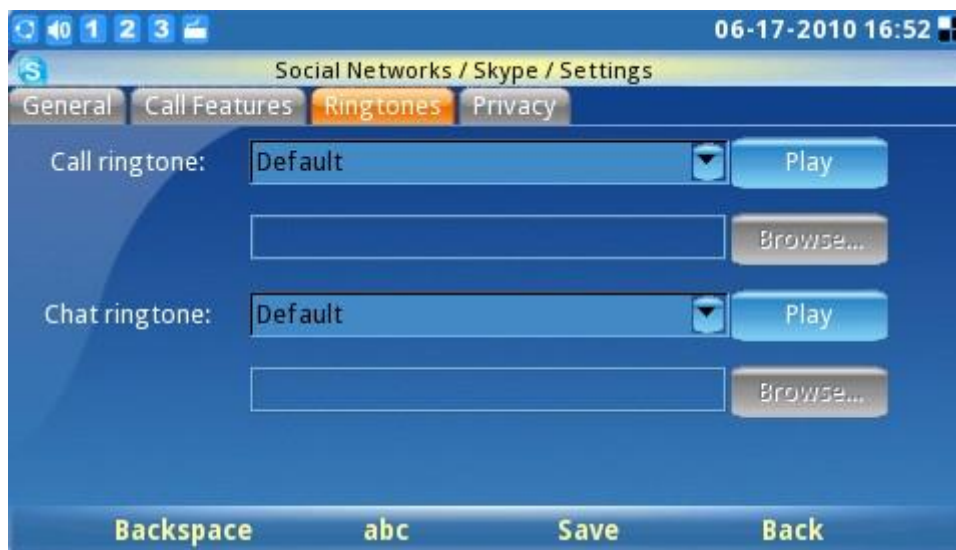 1 2 3 06-17-2010 16:52
S Social Networks / Skype / Settings
General Call Features Ringtones Privacy
Call ringtone: Default Play
Browse...
Chat ringtone: Default Play
Browse...
Backspace abc Save Back